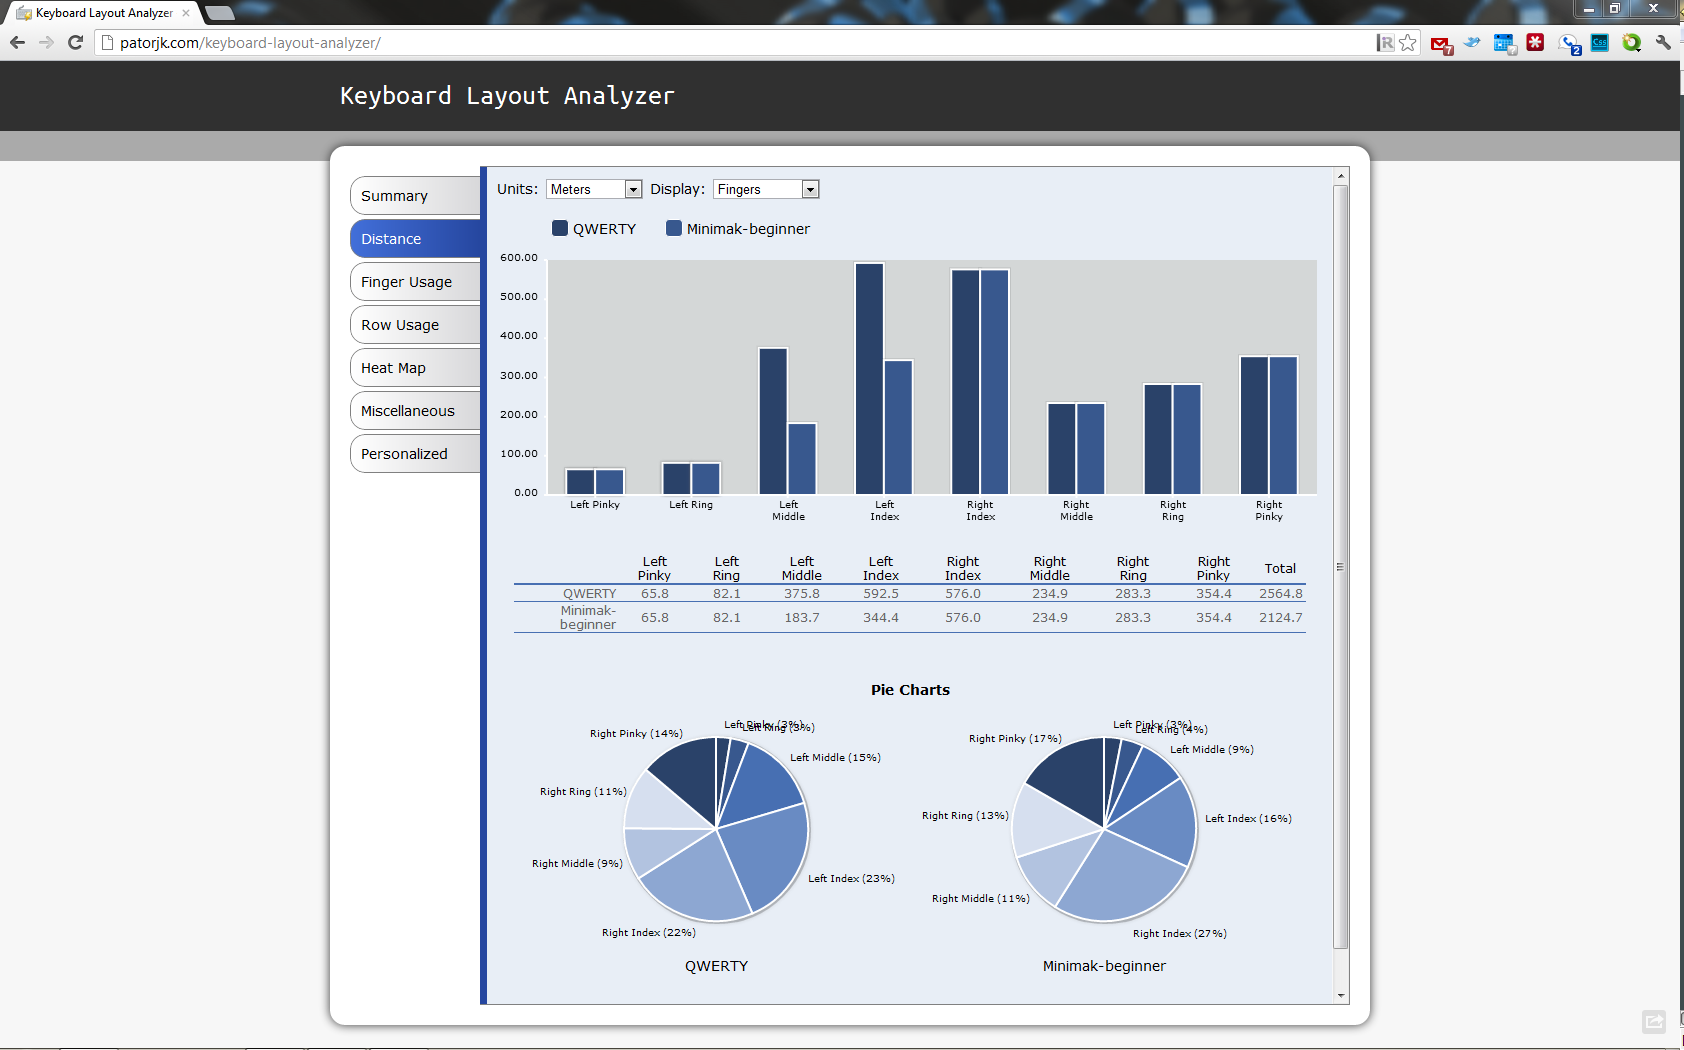 Keyboard Layout Analyzer
patorjk.com/keyboard-layout-analyzer/
7
2
Css
Keyboard Layout Analyzer
Summary
Distance
Finger Usage
Row Usage
Heat Map
Miscellaneous
Personalized
Units: Meters Display: Fingers
QWERTY Minimak-beginner
600.00
500.00
400.00
300.00
200.00
100.00
0.00
Left Pinky Left Ring Left Middle Left Index Right Index Right Middle Right Ring Right Pinky
Left Pinky Left Ring Left Middle Left Index Right Index Right Middle Right Ring Right Pinky Total
QWERTY 65.8 82.1 375.8 592.5 576.0 234.9 283.3 354.4 2564.8
Minimak-beginner 65.8 82.1 183.7 344.4 576.0 234.9 283.3 354.4 2124.7
Pie Charts
Left Pinky (3%)
Left Ring (3%)
Left Middle (15%)
Left Index (23%)
Right Index (22%)
Right Middle (9%)
Right Ring (11%)
Right Pinky (14%)
QWERTY
Left Pinky (3%)
Left Ring (4%)
Left Middle (9%)
Left Index (16%)
Right Index (27%)
Right Middle (11%)
Right Ring (13%)
Right Pinky (17%)
Minimak-beginner